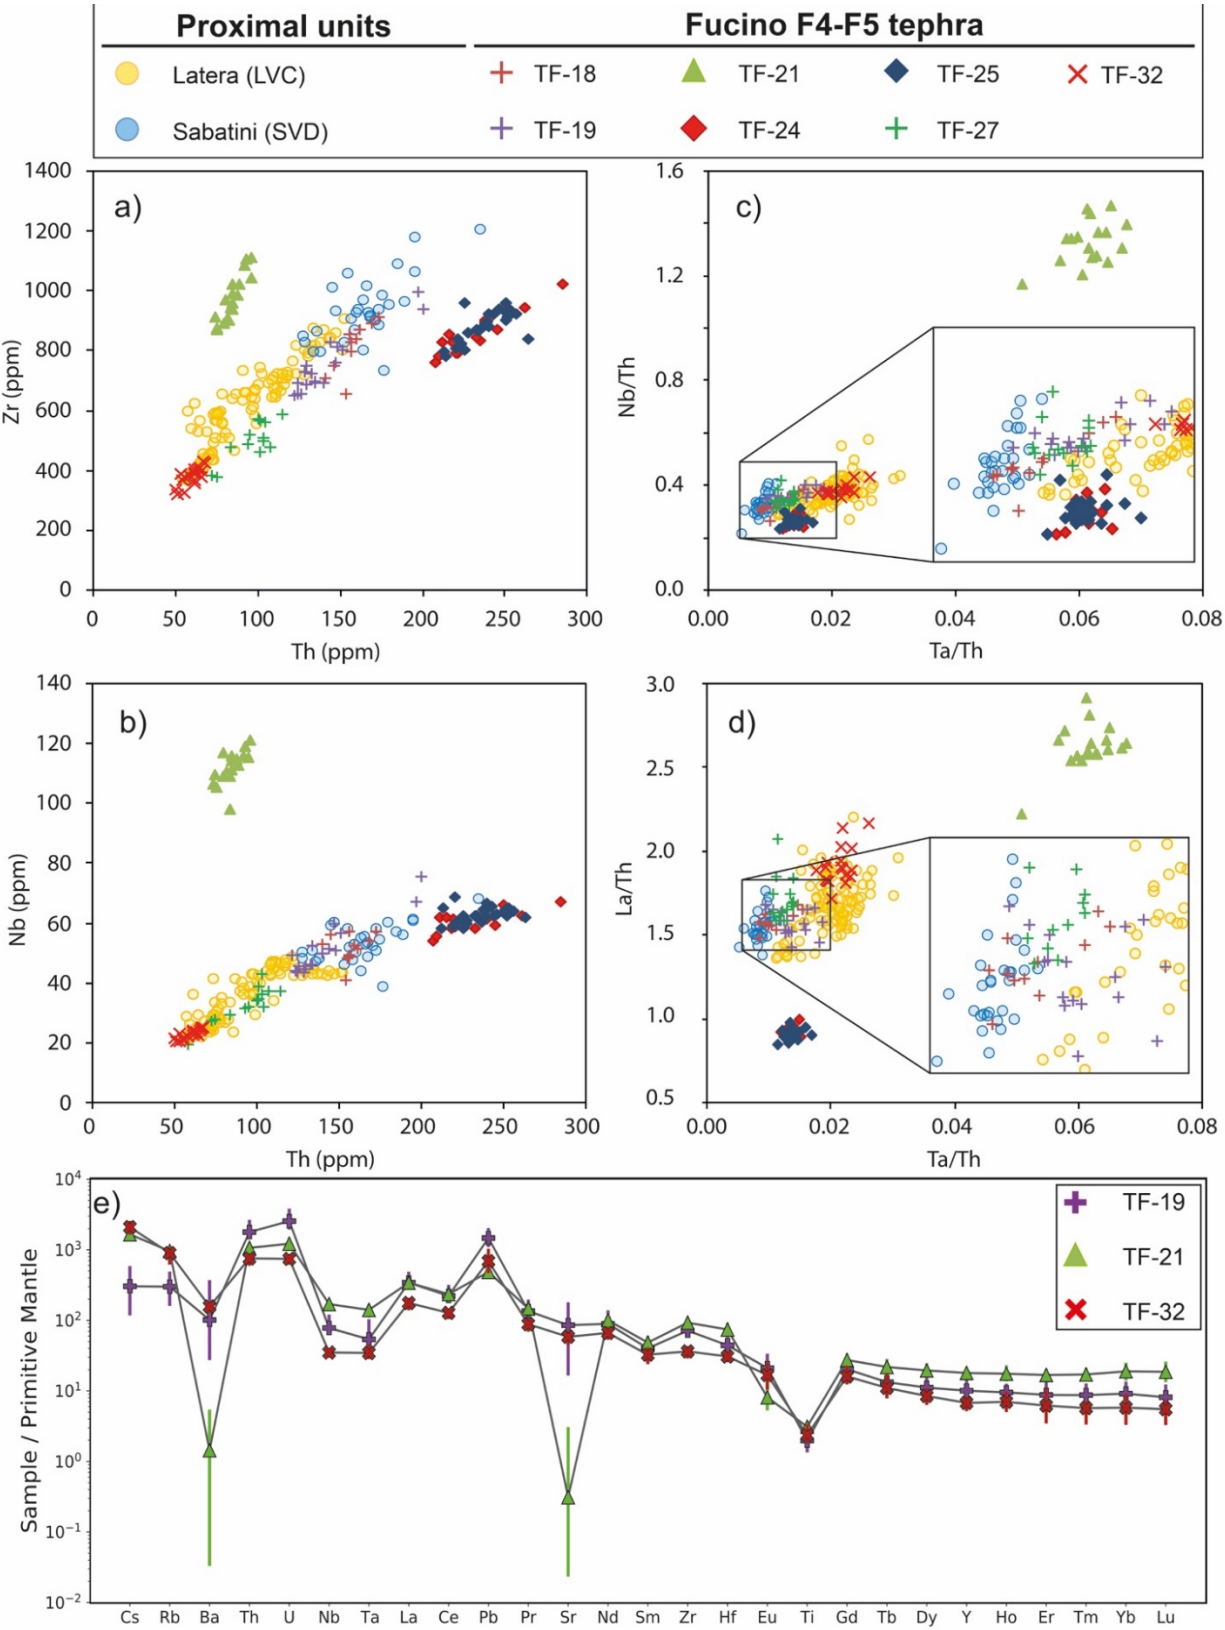 Proximal units Fucino F4-F5 tephra
Latera (LVC) TF-18 TF-21 TF-25 TF-32
Sabatini (SVD) TF-19 TF-24 TF-27
a)
Zr (ppm)
1400
1200
1000
800
600
400
200
0
0 50 100 150 200 250 300
Th (ppm)
c)
Nb/Th
1.6
1.2
0.8
0.4
0.0
0.00 0.02 0.04 0.06 0.08
Ta/Th
b)
Nb (ppm)
140
120
100
80
60
40
20
0
0 50 100 150 200 250 300
Th (ppm)
d)
La/Th
3.0
2.5
2.0
1.5
1.0
0.5
0.00 0.02 0.04 0.06 0.08
Ta/Th
e)
Sample / Primitive Mantle
10⁴
10³
10²
10¹
10⁰
10⁻¹
10⁻²
TF-19
TF-21
TF-32
Cs Rb Ba Th U Nb Ta La Ce Pb Pr Sr Nd Sm Zr Hf Eu Ti Gd Tb Dy Y Ho Er Tm Yb Lu